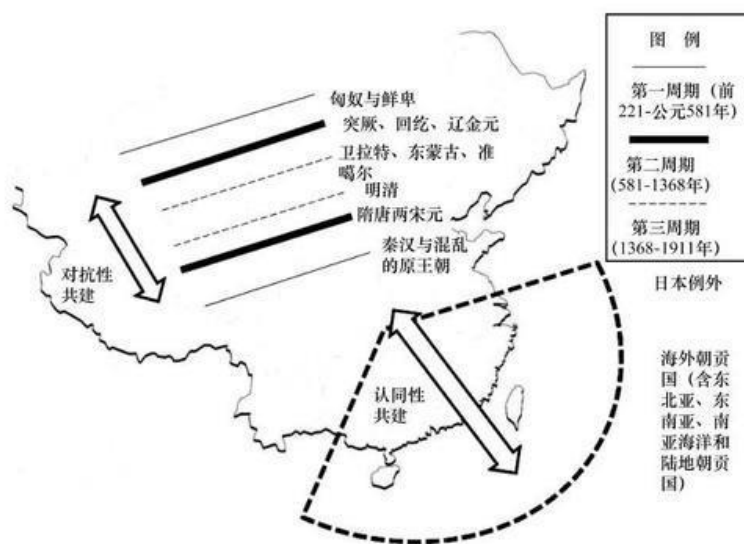 匈奴与鲜卑
突厥、回纥、辽金元
卫拉特、东蒙古、准
噶尔
明清
隋唐两宋元
秦汉与混乱
的原王朝
对抗性
共建
认同性
共建
图 例
第一周期（前
221-公元581年）
第二周期
(581-1368年)
第三周期
(1368-1911年)
日本例外
海外朝贡
国（含东
北亚、东
南亚、南
亚海洋和
陆地朝贡
国）